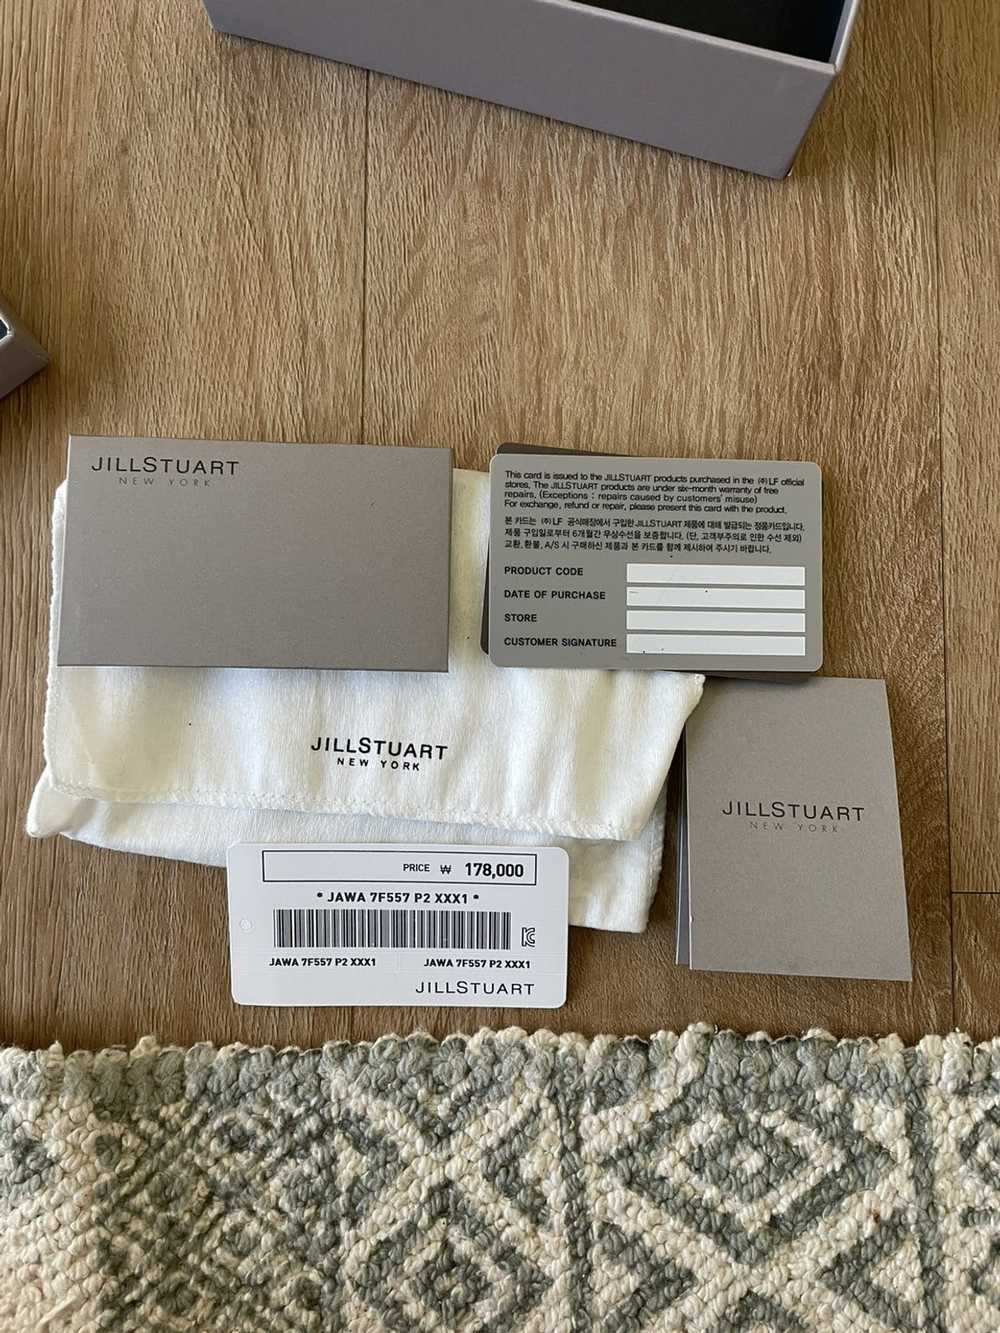 JILLSTUART
NEW YORK
This card is issued to the JILLSTUART products purchased in the ㈜LF official
stores. The JILLSTUART products are under six-month warranty of free
repairs. (Exceptions : repairs caused by customers' misuse)
For exchange, refund or repair, please present this card with the product.
본 카드는 ㈜LF 공식매장에서 구입한 JILLSTUART 제품에 대해 발급되는 정품카드입니다.
제품 구입일로부터 6개월간 무상수선을 보증합니다. (단, 고객부주의로 인한 수선 제외)
교환, 환불, A/S 시 구매하신 제품과 본 카드를 함께 제시하여 주시기 바랍니다.
PRODUCT CODE
DATE OF PURCHASE
STORE
CUSTOMER SIGNATURE
JILLSTUART
NEW YORK
JILLSTUART
NEW YORK
PRICE ₩ 178,000
* JAWA 7F557 P2 XXX1 *
JAWA 7F557 P2 XXX1 JAWA 7F557 P2 XXX1
JILLSTUART